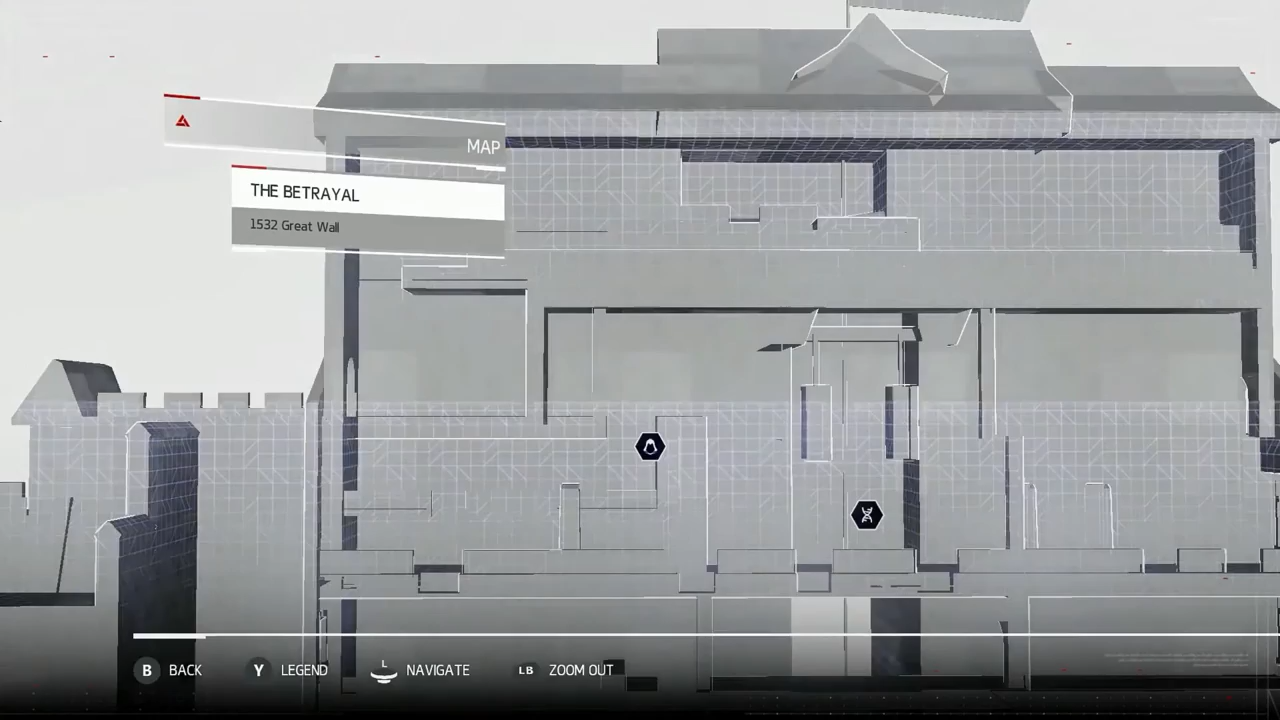 MAP
THE BETRAYAL
1532 Great Wall
B BACK
Y LEGEND
L NAVIGATE
LB ZOOM OUT